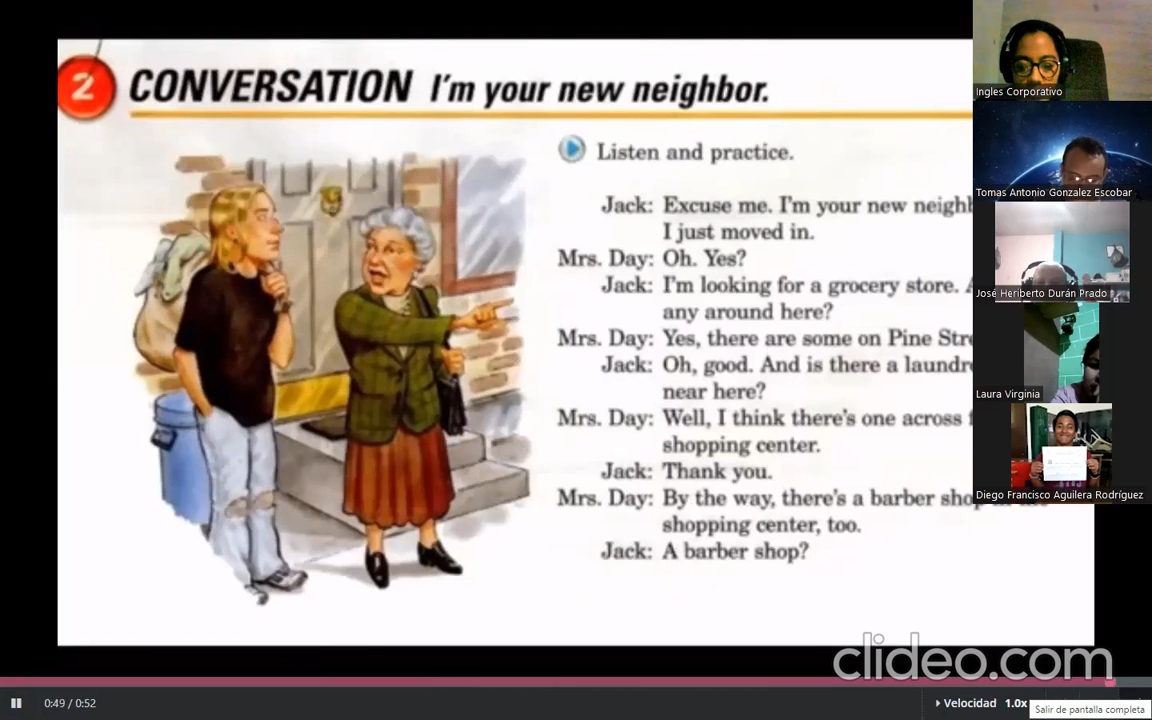 2 CONVERSATION I'm your new neighbor.
Listen and practice.
Jack: Excuse me. I'm your new
I just moved in.
Mrs. Day: Oh. Yes?
Jack: I'm looking for a grocery store.
any around here?
Mrs. Day: Yes, there are some on Pine
Jack: Oh, good. And is there a
near here?
Mrs. Day: Well, I think there's one across
shopping center.
Jack: Thank you.
Mrs. Day: By the way, there's a barber
shopping center, too.
Jack: A barber shop?
Ingles Corporativo
Tomas Antonio Gonzalez Escobar
José Heriberto Durán Prado
Laura Virginia
Diego Francisco Aguilera Rodríguez
clideo.com
0:49 / 0:52
Velocidad 1.0x
Salir de pantalla completa